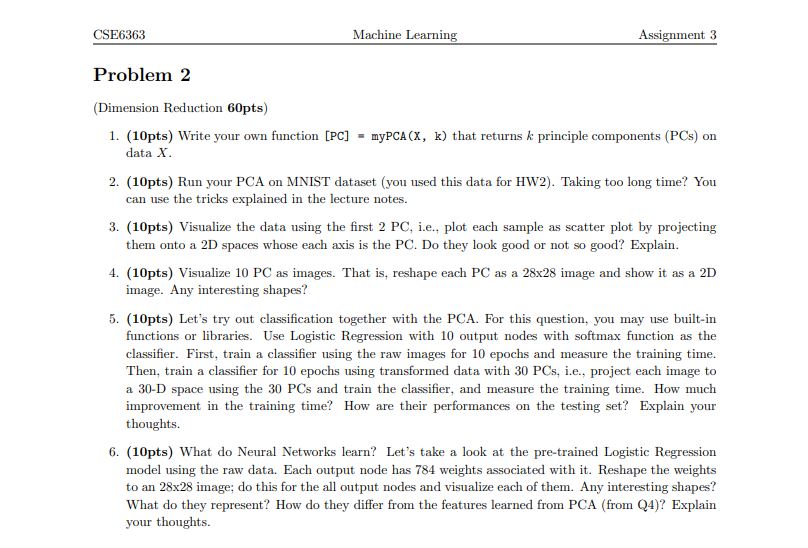 CSE6363 Machine Learning Assignment 3
Problem 2
(Dimension Reduction 60pts)
1. (10pts) Write your own function [PC] = myPCA(X, k) that returns k principle components (PCs) on
data X.
2. (10pts) Run your PCA on MNIST dataset (you used this data for HW2). Taking too long time? You
can use the tricks explained in the lecture notes.
3. (10pts) Visualize the data using the first 2 PC, i.e., plot each sample as scatter plot by projecting
them onto a 2D spaces whose each axis is the PC. Do they look good or not so good? Explain.
4. (10pts) Visualize 10 PC as images. That is, reshape each PC as a 28x28 image and show it as a 2D
image. Any interesting shapes?
5. (10pts) Let's try out classification together with the PCA. For this question, you may use built-in
functions or libraries. Use Logistic Regression with 10 output nodes with softmax function as the
classifier. First, train a classifier using the raw images for 10 epochs and measure the training time.
Then, train a classifier for 10 epochs using transformed data with 30 PCs, i.e., project each image to
a 30-D space using the 30 PCs and train the classifier, and measure the training time. How much
improvement in the training time? How are their performances on the testing set? Explain your
thoughts.
6. (10pts) What do Neural Networks learn? Let's take a look at the pre-trained Logistic Regression
model using the raw data. Each output node has 784 weights associated with it. Reshape the weights
to an 28x28 image; do this for the all output nodes and visualize each of them. Any interesting shapes?
What do they represent? How do they differ from the features learned from PCA (from Q4)? Explain
your thoughts.